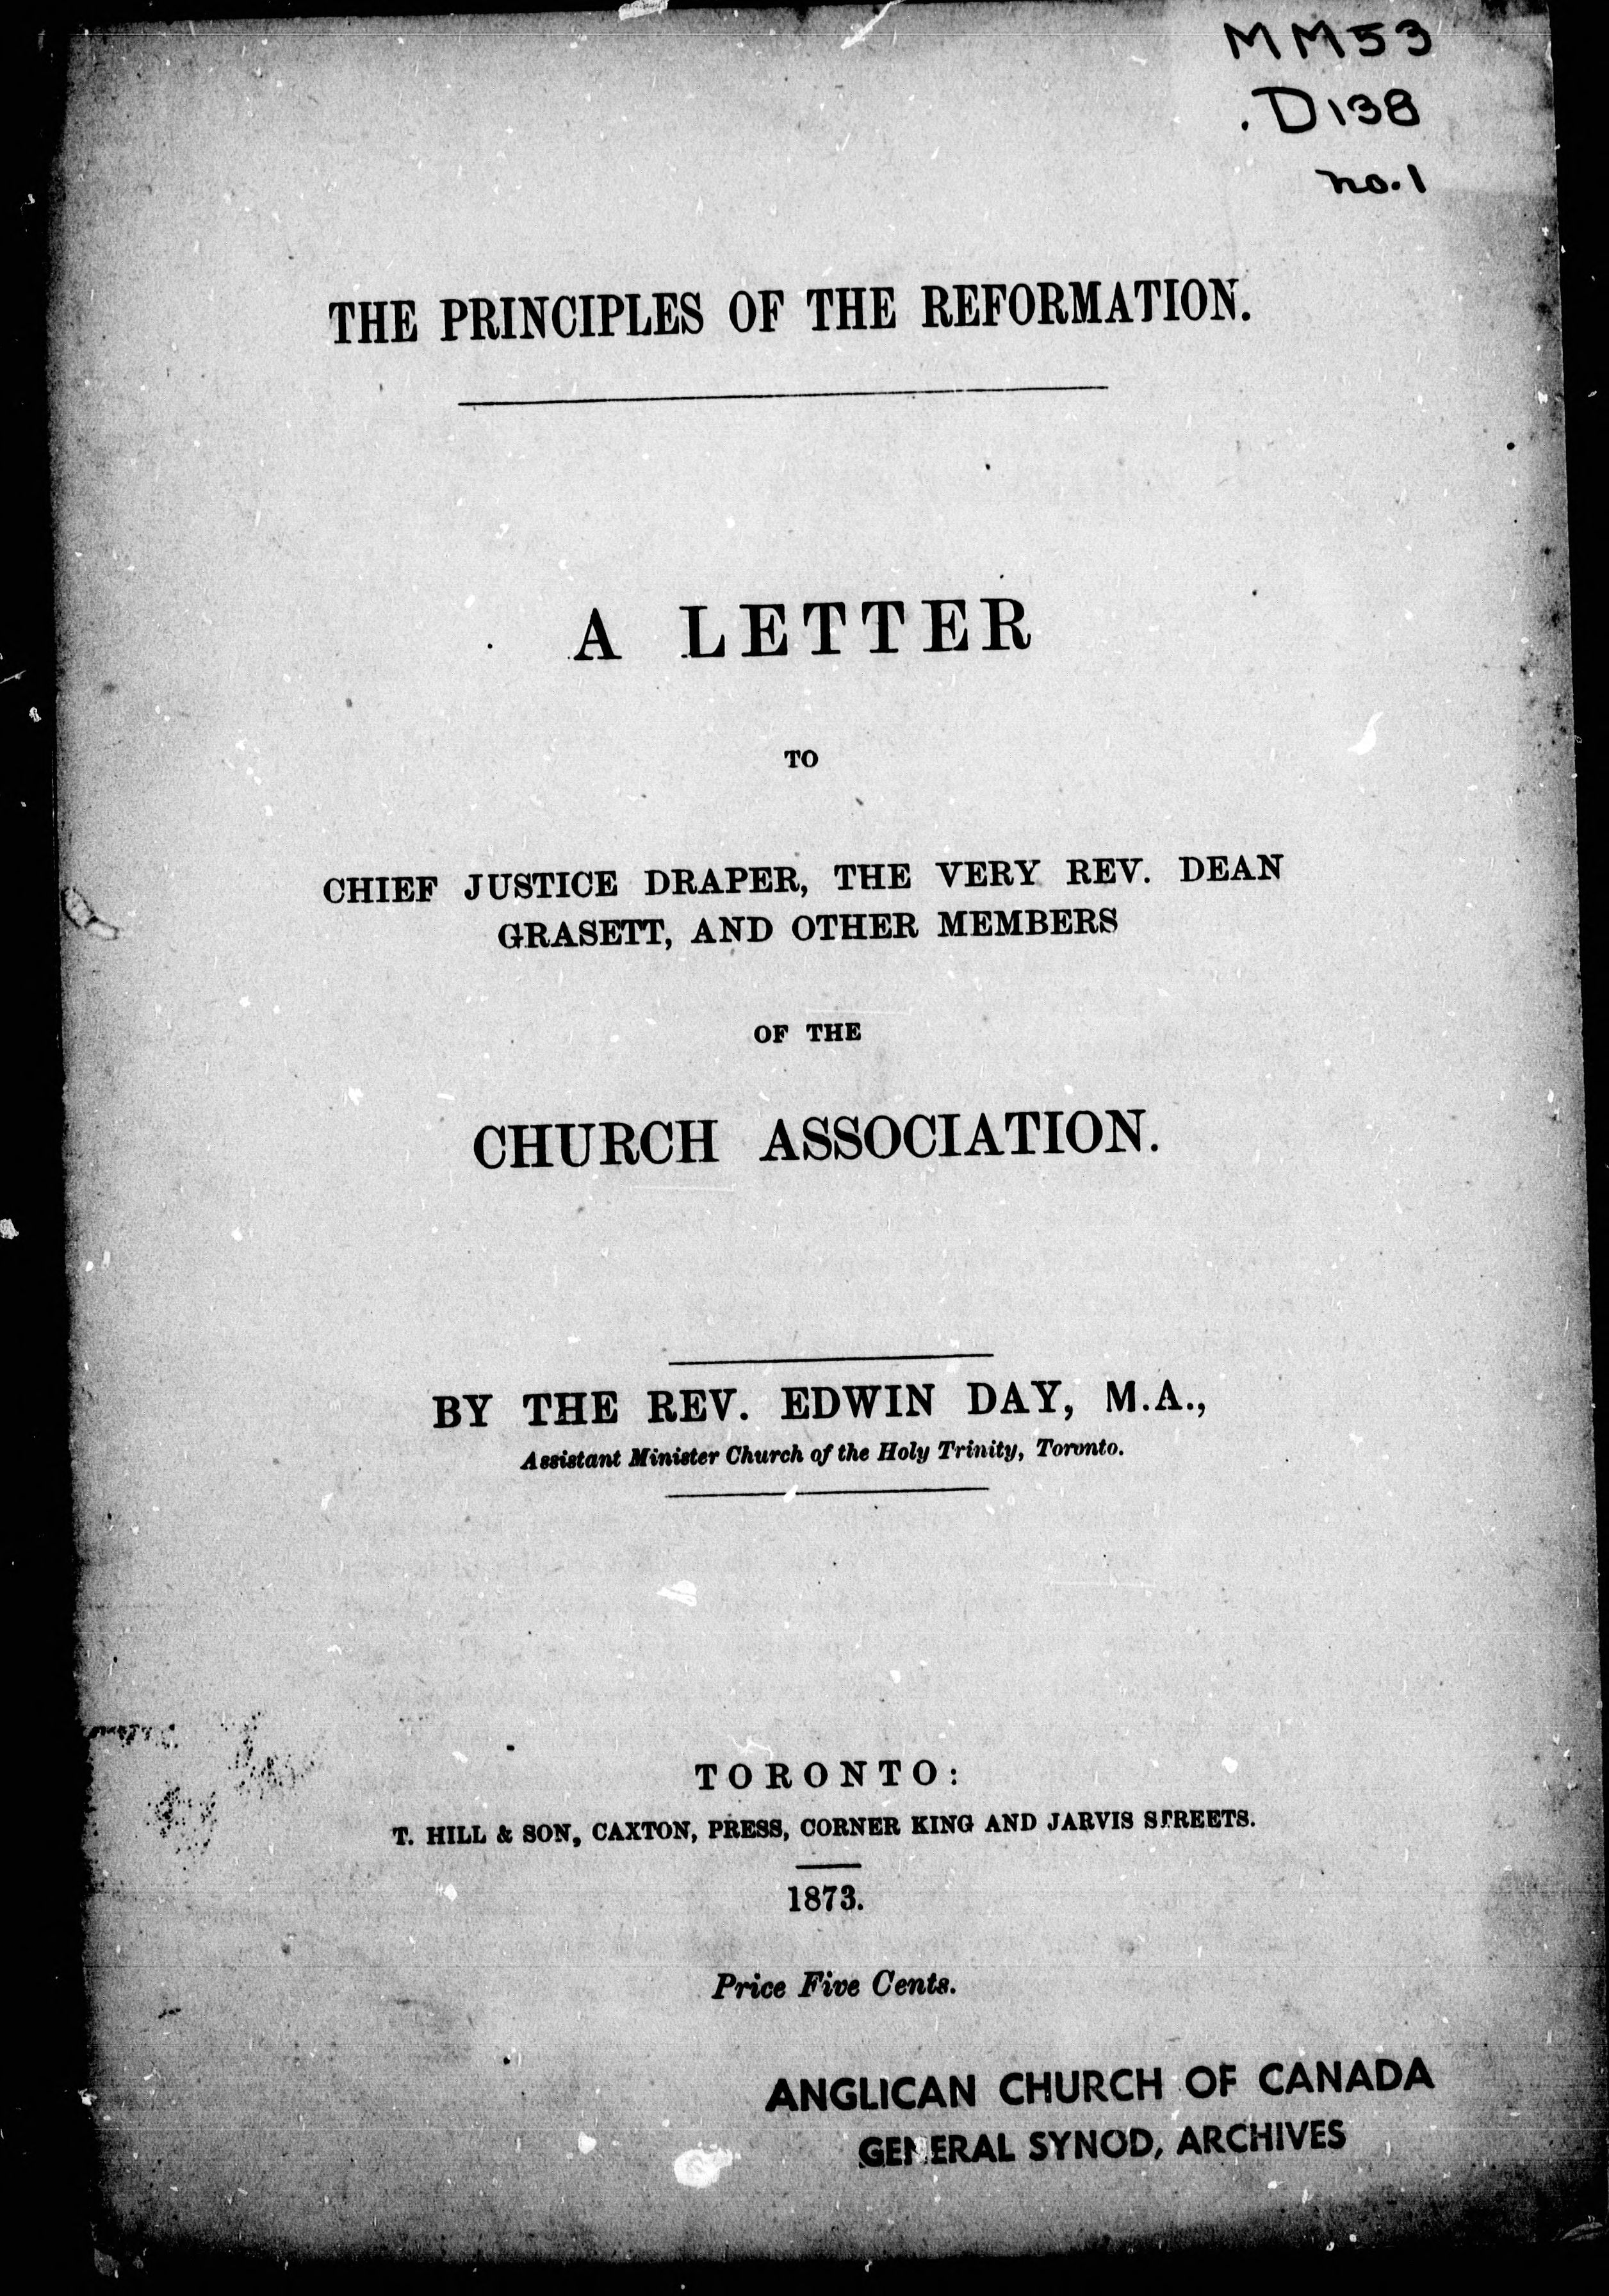 MM53
.D138
no.1
THE PRINCIPLES OF THE REFORMATION.
A LETTER
TO
CHIEF JUSTICE DRAPER, THE VERY REV. DEAN
GRASETT, AND OTHER MEMBERS
OF THE
CHURCH ASSOCIATION.
BY THE REV. EDWIN DAY, M.A.,
Assistant Minister Church of the Holy Trinity, Toronto.
TORONTO:
T. HILL & SON, CAXTON, PRESS, CORNER KING AND JARVIS STREETS.
1873.
Price Five Cents.
ANGLICAN CHURCH OF CANADA
GENERAL SYNOD, ARCHIVES